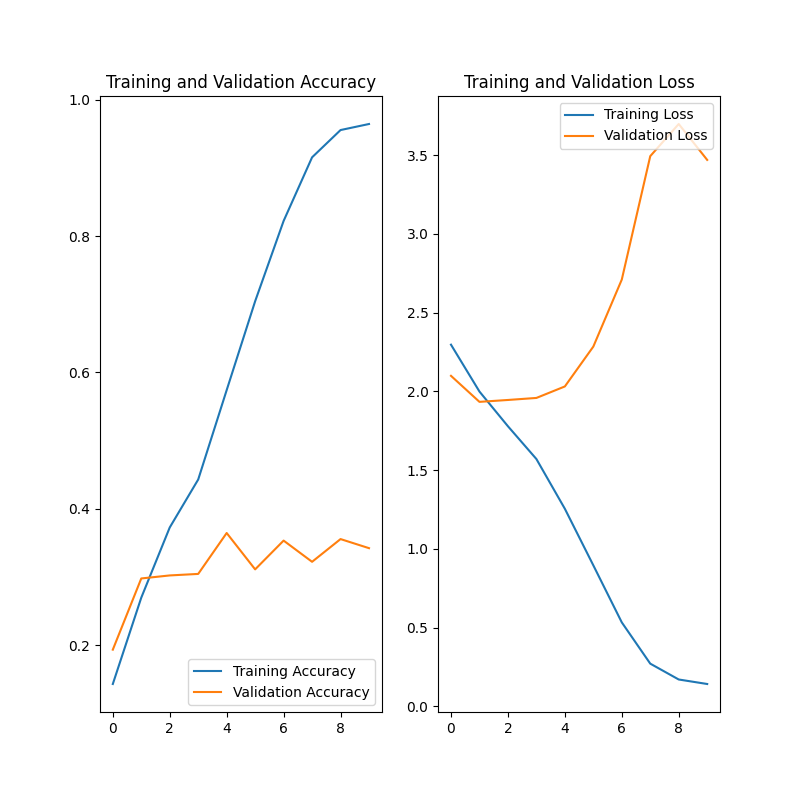 Training and Validation Accuracy
1.0
0.8
0.6
0.4
0.2
0 2 4 6 8
Training Accuracy
Validation Accuracy
Training and Validation Loss
3.5
3.0
2.5
2.0
1.5
1.0
0.5
0.0
0 2 4 6 8
Training Loss
Validation Loss